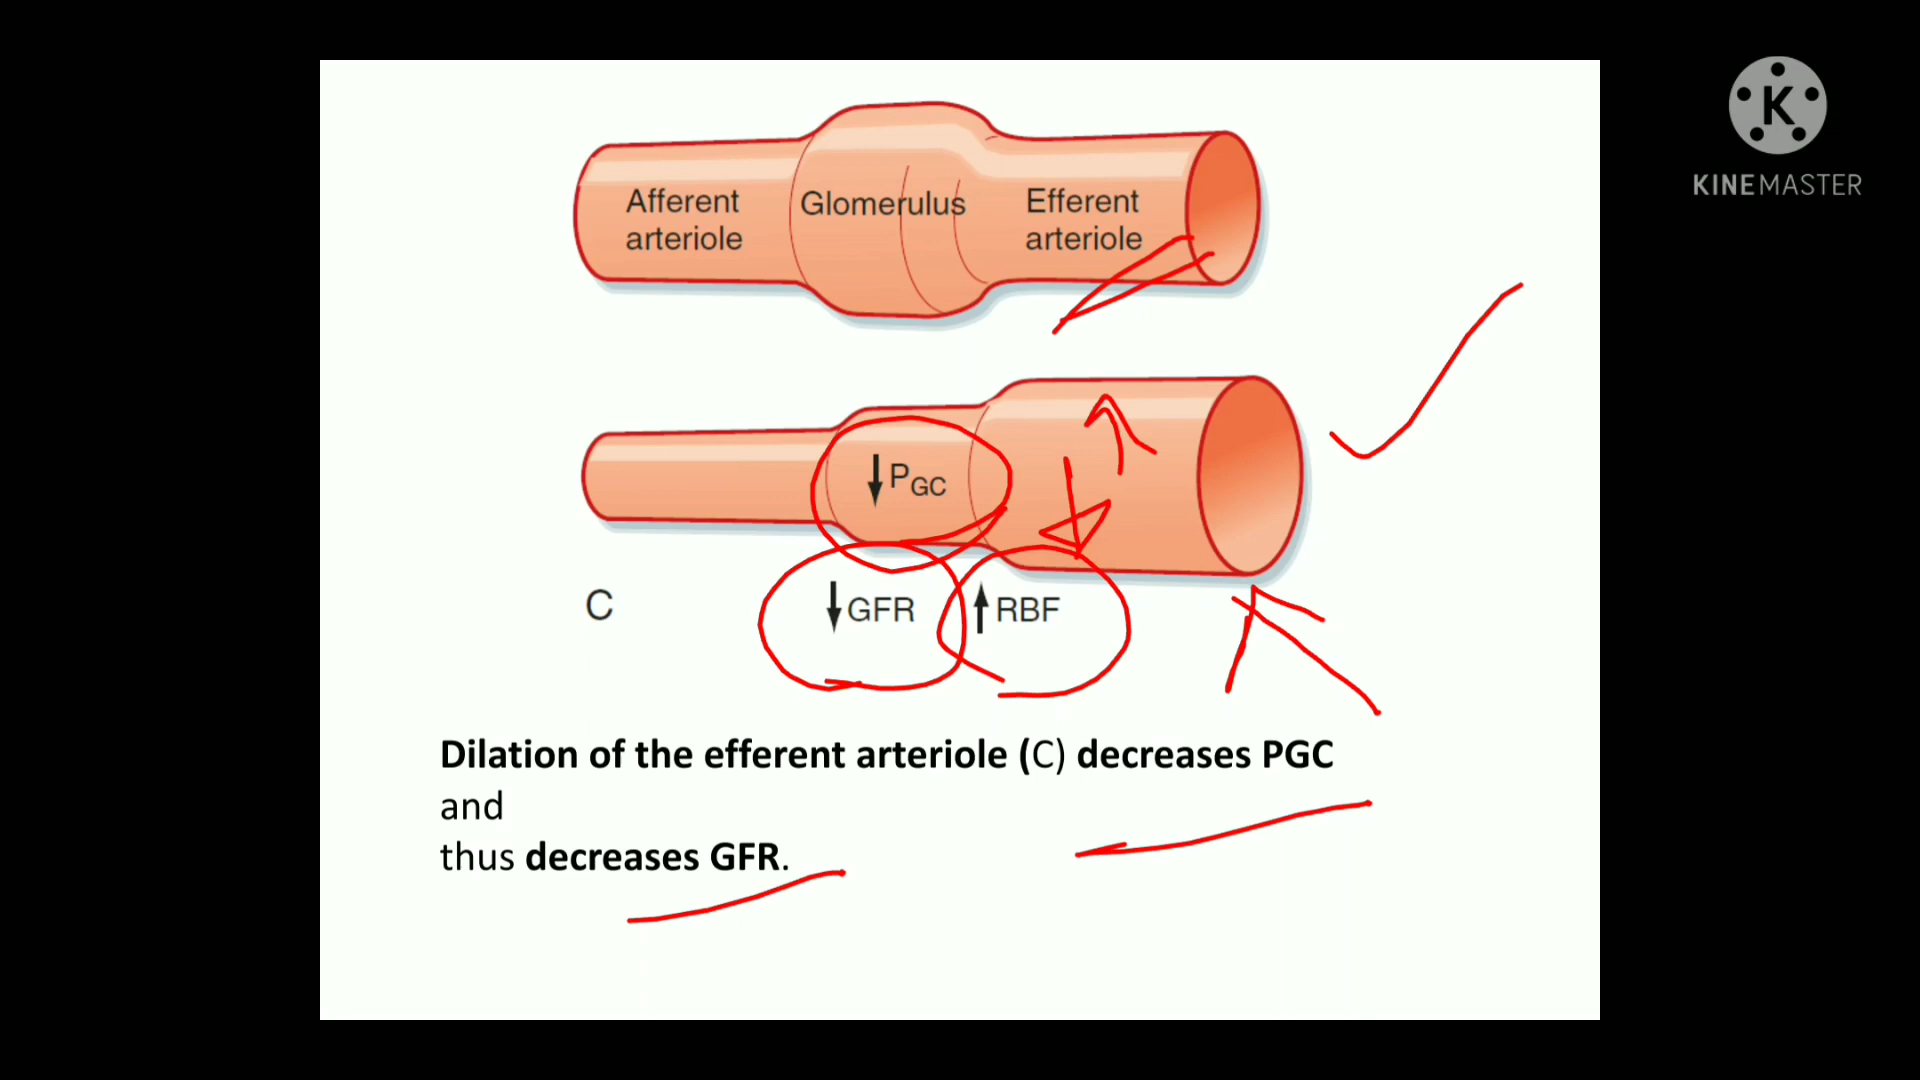 K
KINEMASTER
Afferent
arteriole
Glomerulus
Efferent
arteriole
↓PGC
C
↓GFR ↑RBF
Dilation of the efferent arteriole (C) decreases PGC
and
thus decreases GFR.